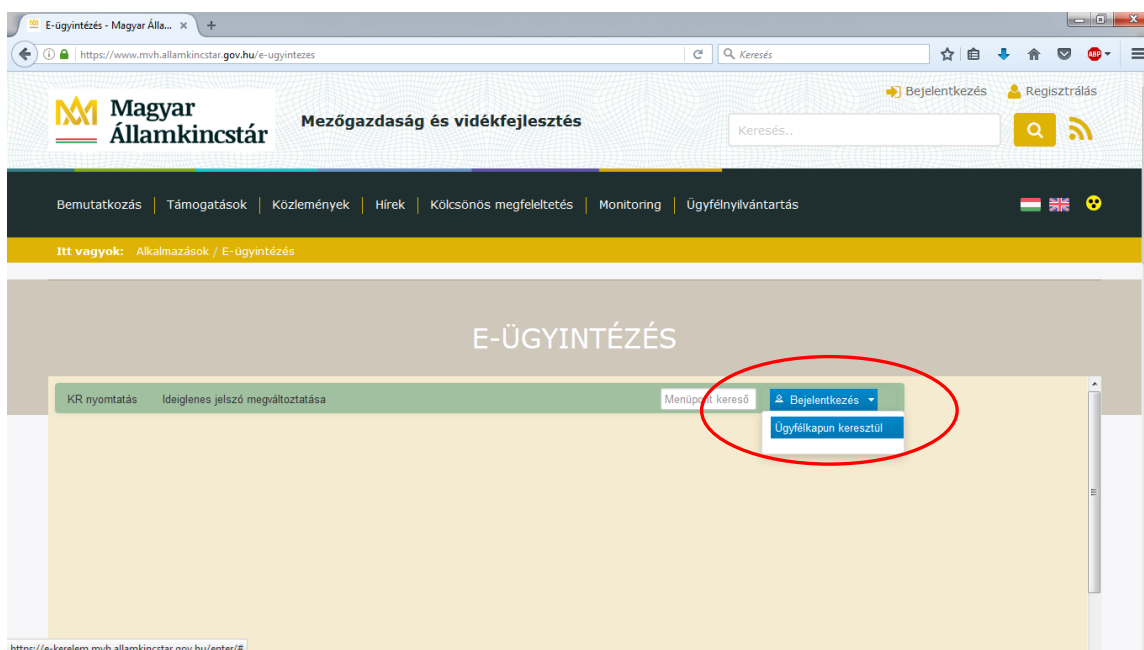 E-ügyintézés - Magyar Álla...
https://www.mvh.allamkincstar.gov.hu/e-ugyintezes
Keresés
ABP
Bejelentkezés
Regisztrálás
Magyar
Államkincstár
Mezőgazdaság és vidékfejlesztés
Keresés..
Bemutatkozás | Támogatások | Közlemények | Hírek | Kölcsönös megfeleltetés | Monitoring | Ügyfélnyilvántartás
Itt vagyok: Alkalmazások / E-ügyintézés
E-ÜGYINTÉZÉS
KR nyomtatás Ideiglenes jelszó megváltoztatása Menüpont kereső Bejelentkezés
Ügyfélkapun keresztül
https://e-kerelem.mvh.allamkincstar.gov.hu/enter/#